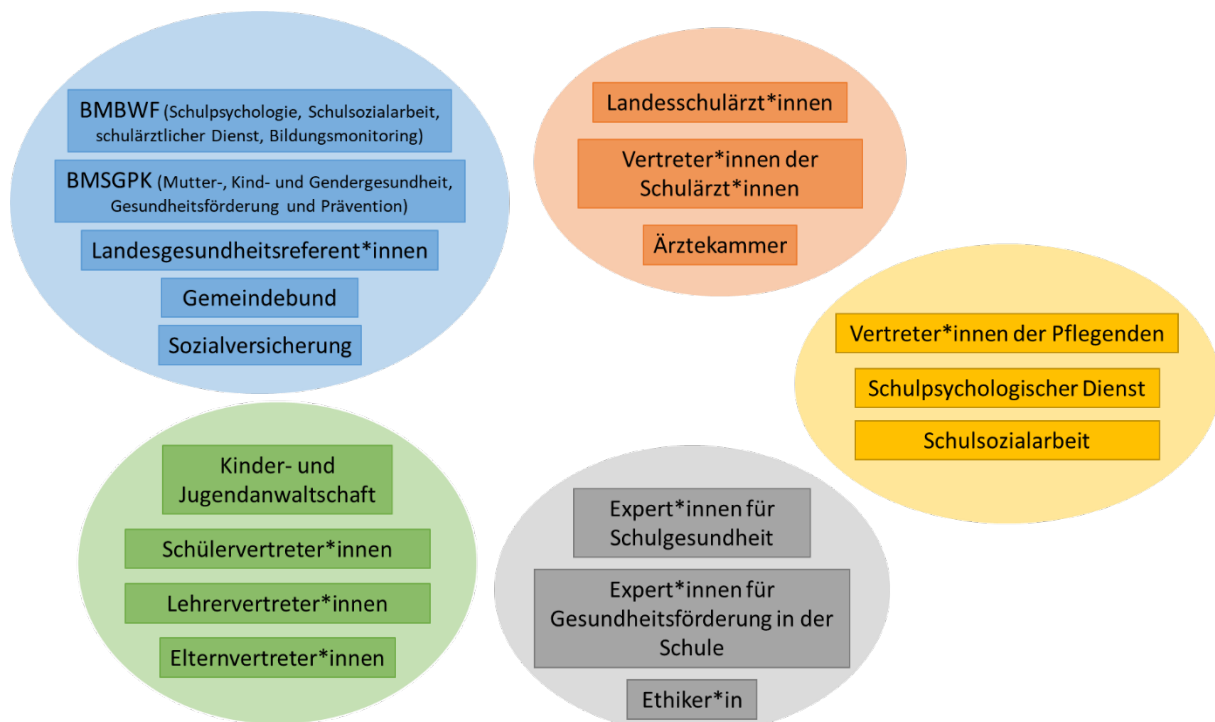 BMBWF (Schulpsychologie, Schulsozialarbeit,
schulärztlicher Dienst, Bildungsmonitoring)
BMSGPK (Mutter-, Kind- und Gendergesundheit,
Gesundheitsförderung und Prävention)
Landesgesundheitsreferent*innen
Gemeindebund
Sozialversicherung
Landesschulärzt*innen
Vertreter*innen der
Schulärzt*innen
Ärztekammer
Vertreter*innen der Pflegenden
Schulpsychologischer Dienst
Schulsozialarbeit
Kinder- und
Jugendanwaltschaft
Schülervertreter*innen
Lehrervertreter*innen
Elternvertreter*innen
Expert*innen für
Schulgesundheit
Expert*innen für
Gesundheitsförderung in der
Schule
Ethiker*in